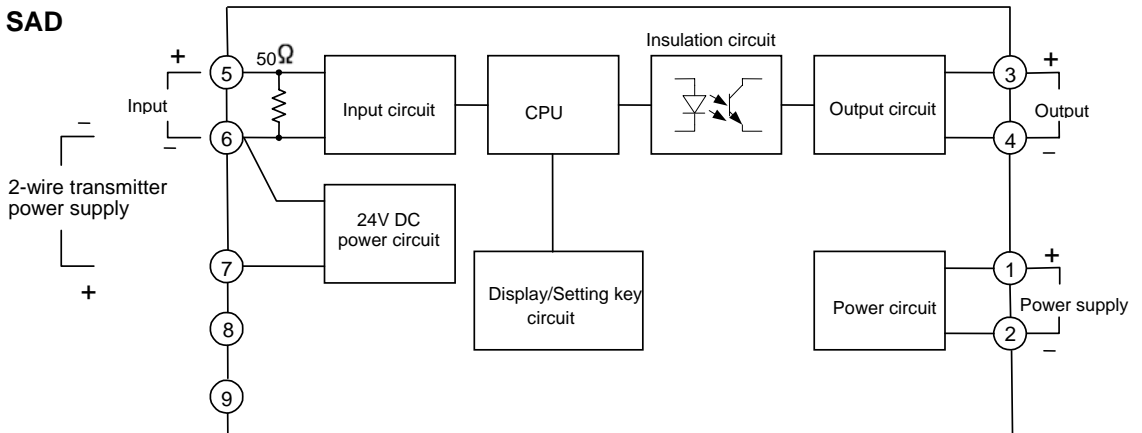 SAD
Insulation circuit
+
5
50Ω
3
+
Input
Input circuit
CPU
Output circuit
Output
−
6
−
4
−
2-wire transmitter
power supply
24V DC
power circuit
+
7
1
+
Display/Setting key
circuit
Power circuit
Power supply
8
2
−
9